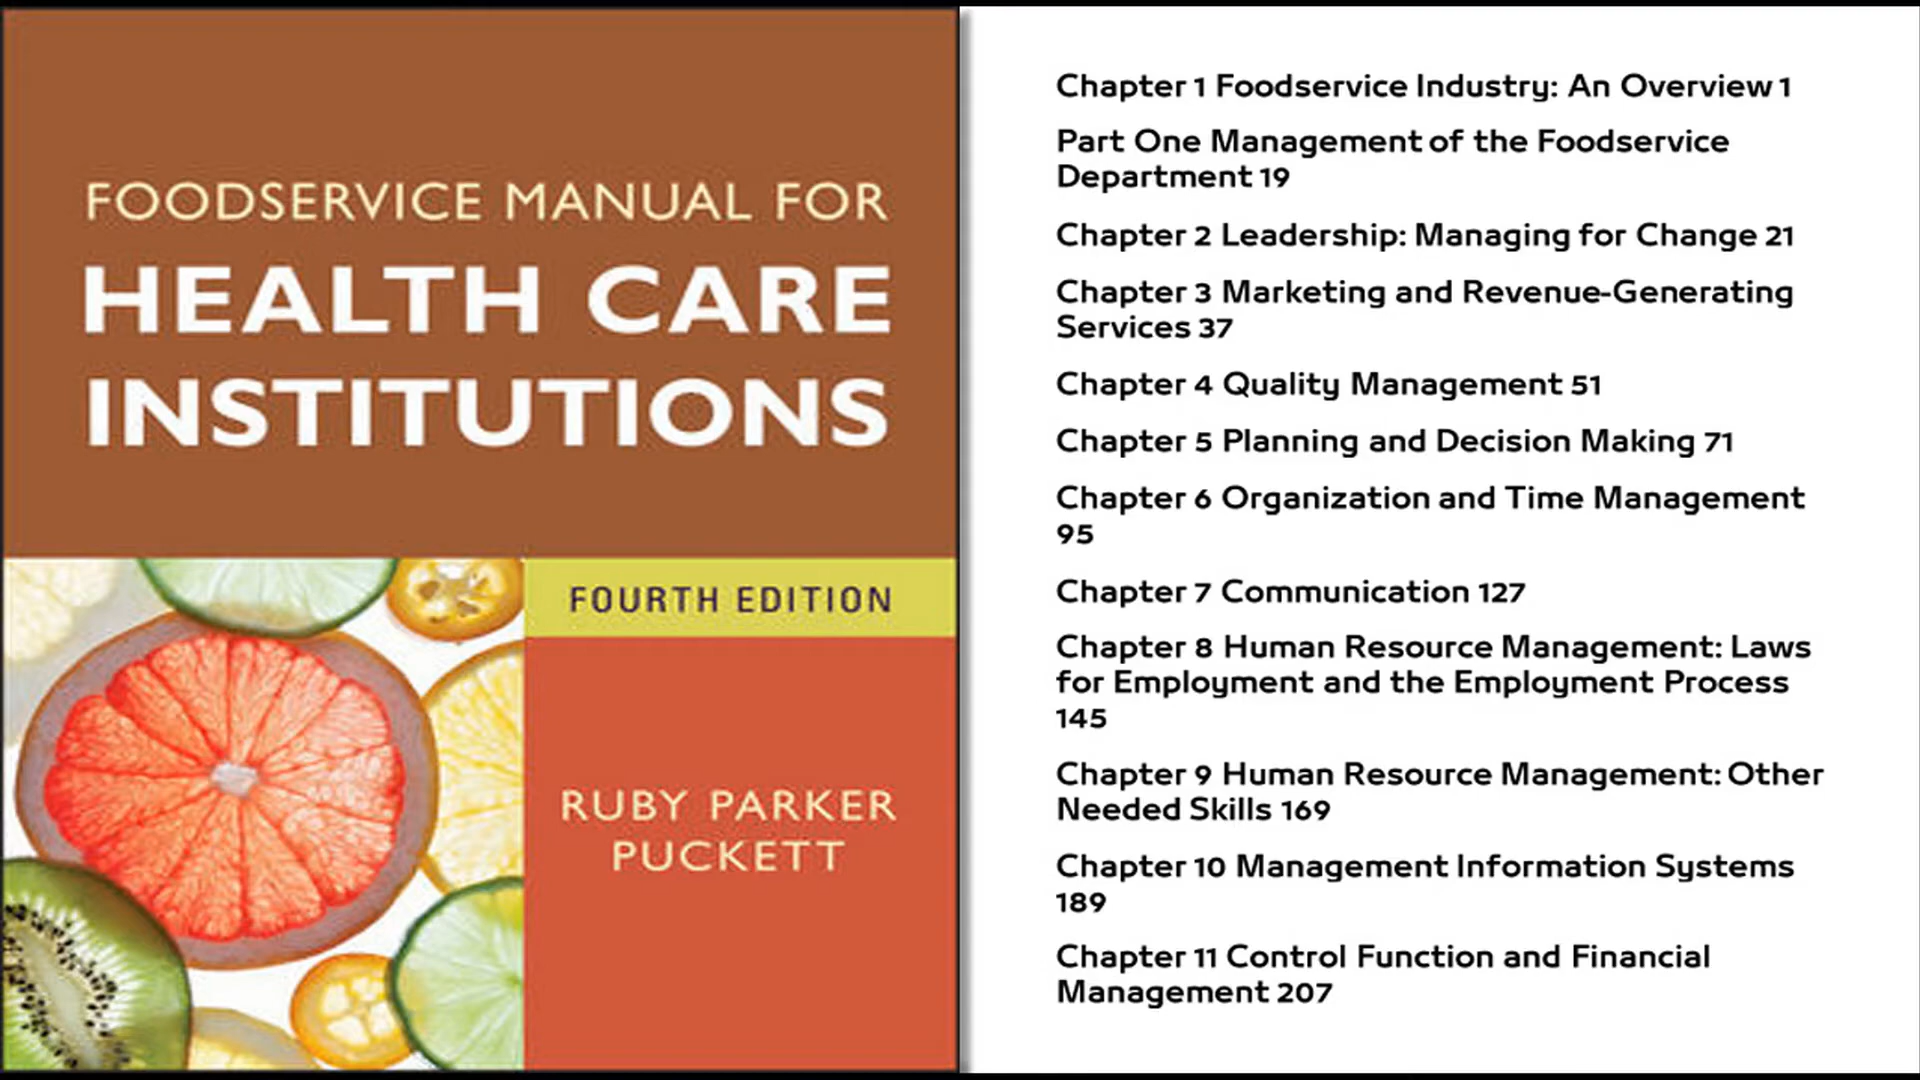 FOODSERVICE MANUAL FOR
HEALTH CARE
INSTITUTIONS
FOURTH EDITION
RUBY PARKER
PUCKETT
Chapter 1 Foodservice Industry: An Overview 1
Part One Management of the Foodservice
Department 19
Chapter 2 Leadership: Managing for Change 21
Chapter 3 Marketing and Revenue-Generating
Services 37
Chapter 4 Quality Management 51
Chapter 5 Planning and Decision Making 71
Chapter 6 Organization and Time Management
95
Chapter 7 Communication 127
Chapter 8 Human Resource Management: Laws
for Employment and the Employment Process
145
Chapter 9 Human Resource Management: Other
Needed Skills 169
Chapter 10 Management Information Systems
189
Chapter 11 Control Function and Financial
Management 207